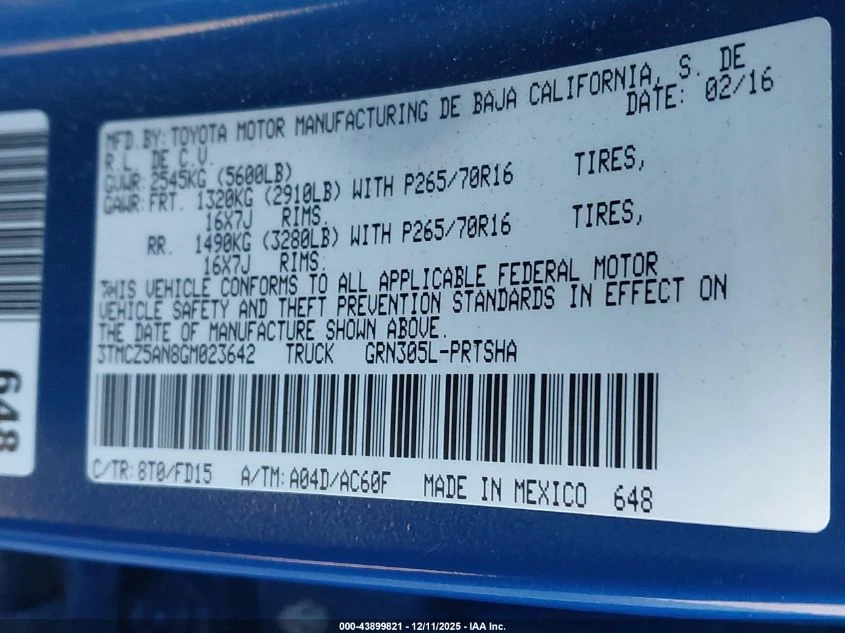 MFD.BY: TOYOTA MOTOR MANUFACTURING DE BAJA CALIFORNIA, S. DE
R.L. DE C.V. DATE: 02/16
GVWR: 2545KG (5600LB)
GAWR: FRT. 1320KG (2910LB) WITH P265/70R16 TIRES,
16X7J RIMS.
RR. 1490KG (3280LB) WITH P265/70R16 TIRES,
16X7J RIMS.
THIS VEHICLE CONFORMS TO ALL APPLICABLE FEDERAL MOTOR
VEHICLE SAFETY AND THEFT PREVENTION STANDARDS IN EFFECT ON
THE DATE OF MANUFACTURE SHOWN ABOVE.
3TMCZ5AN8GM023642 TRUCK GRN305L-PRTSHA
C/TR: 8T0/FD15 A/TM: A04D/AC60F MADE IN MEXICO 648
648
000-43899821 - 12/11/2025 - IAA Inc.